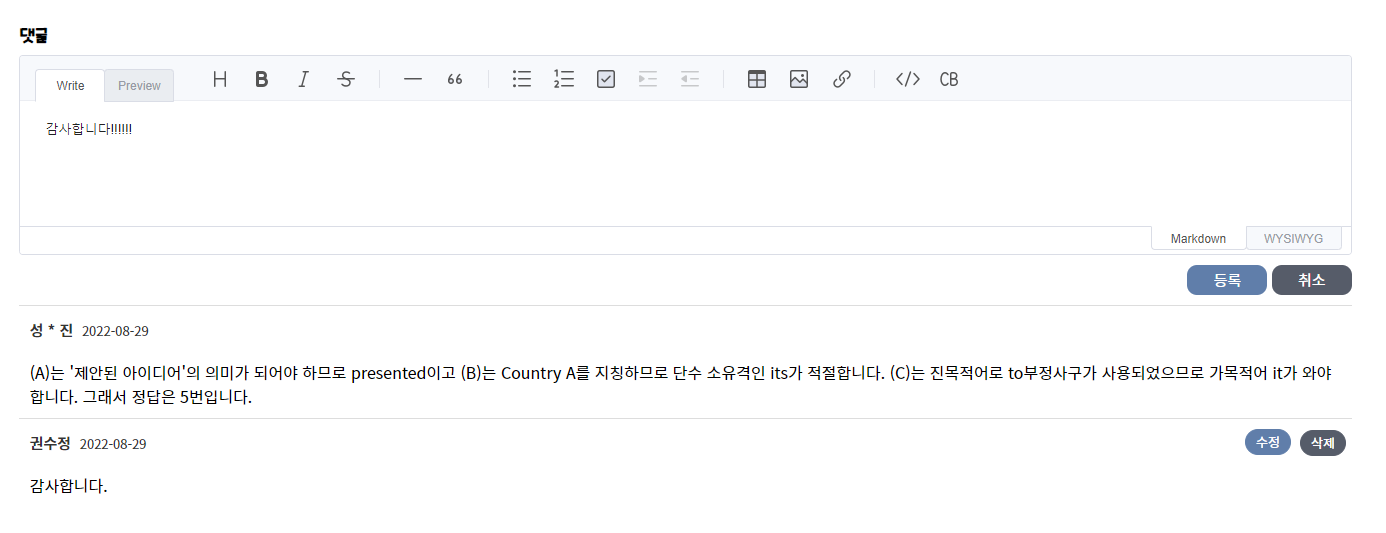 댓글
Write Preview H B I S 66 CB
감사합니다!!!!!!
Markdown WYSIWYG
등록 취소
성 * 진 2022-08-29
(A)는 '제안된 아이디어'의 의미가 되어야 하므로 presented이고 (B)는 Country A를 지칭하므로 단수 소유격인 its가 적절합니다. (C)는 진목적어로 to부정사구가 사용되었으므로 가목적어 it가 와야
합니다. 그래서 정답은 5번입니다.
권수정 2022-08-29 수정 삭제
감사합니다.